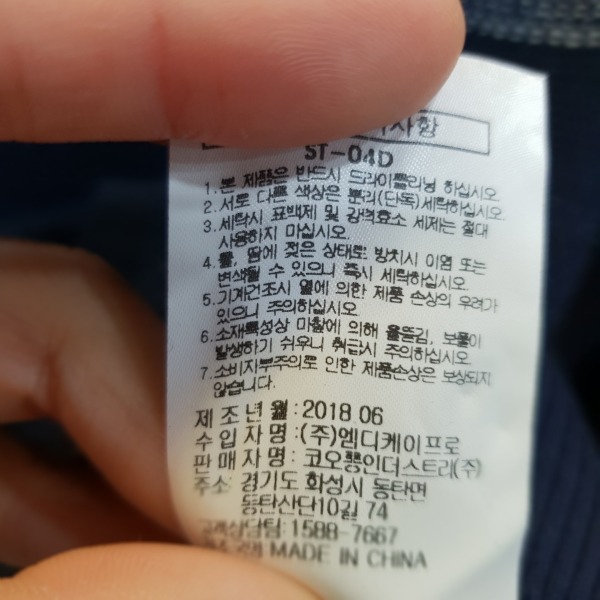 사항
ST-04D
1. 본 제품은 반드시 드라이클리닝 하십시오.
2. 서로 다른 색상은 분리(단독)세탁하십시오.
3. 세탁시 표백제 및 강력효소 세제는 절대
사용하지 마십시오.
4. 물, 땀에 젖은 상태로 방치시 이염 또는
변색될 수 있으니 즉시 세탁하십시오.
5. 기계건조시 열에 의한 제품 손상의 우려가
있으니 주의하십시오.
6. 소재특성상 마찰에 의해 올뜯김, 보풀이
발생하기 쉬우니 취급시 주의하십시오.
7. 소비자부주의로 인한 제품손상은 보상되지
않습니다.
제조년월:2018.06
수입자명:(주)엠디케이프로
판매자명: 코오롱인더스트리(주)
주소: 경기도 화성시 동탄면
동탄산단10길 74
고객상담팀:1588-7667
MADE IN CHINA